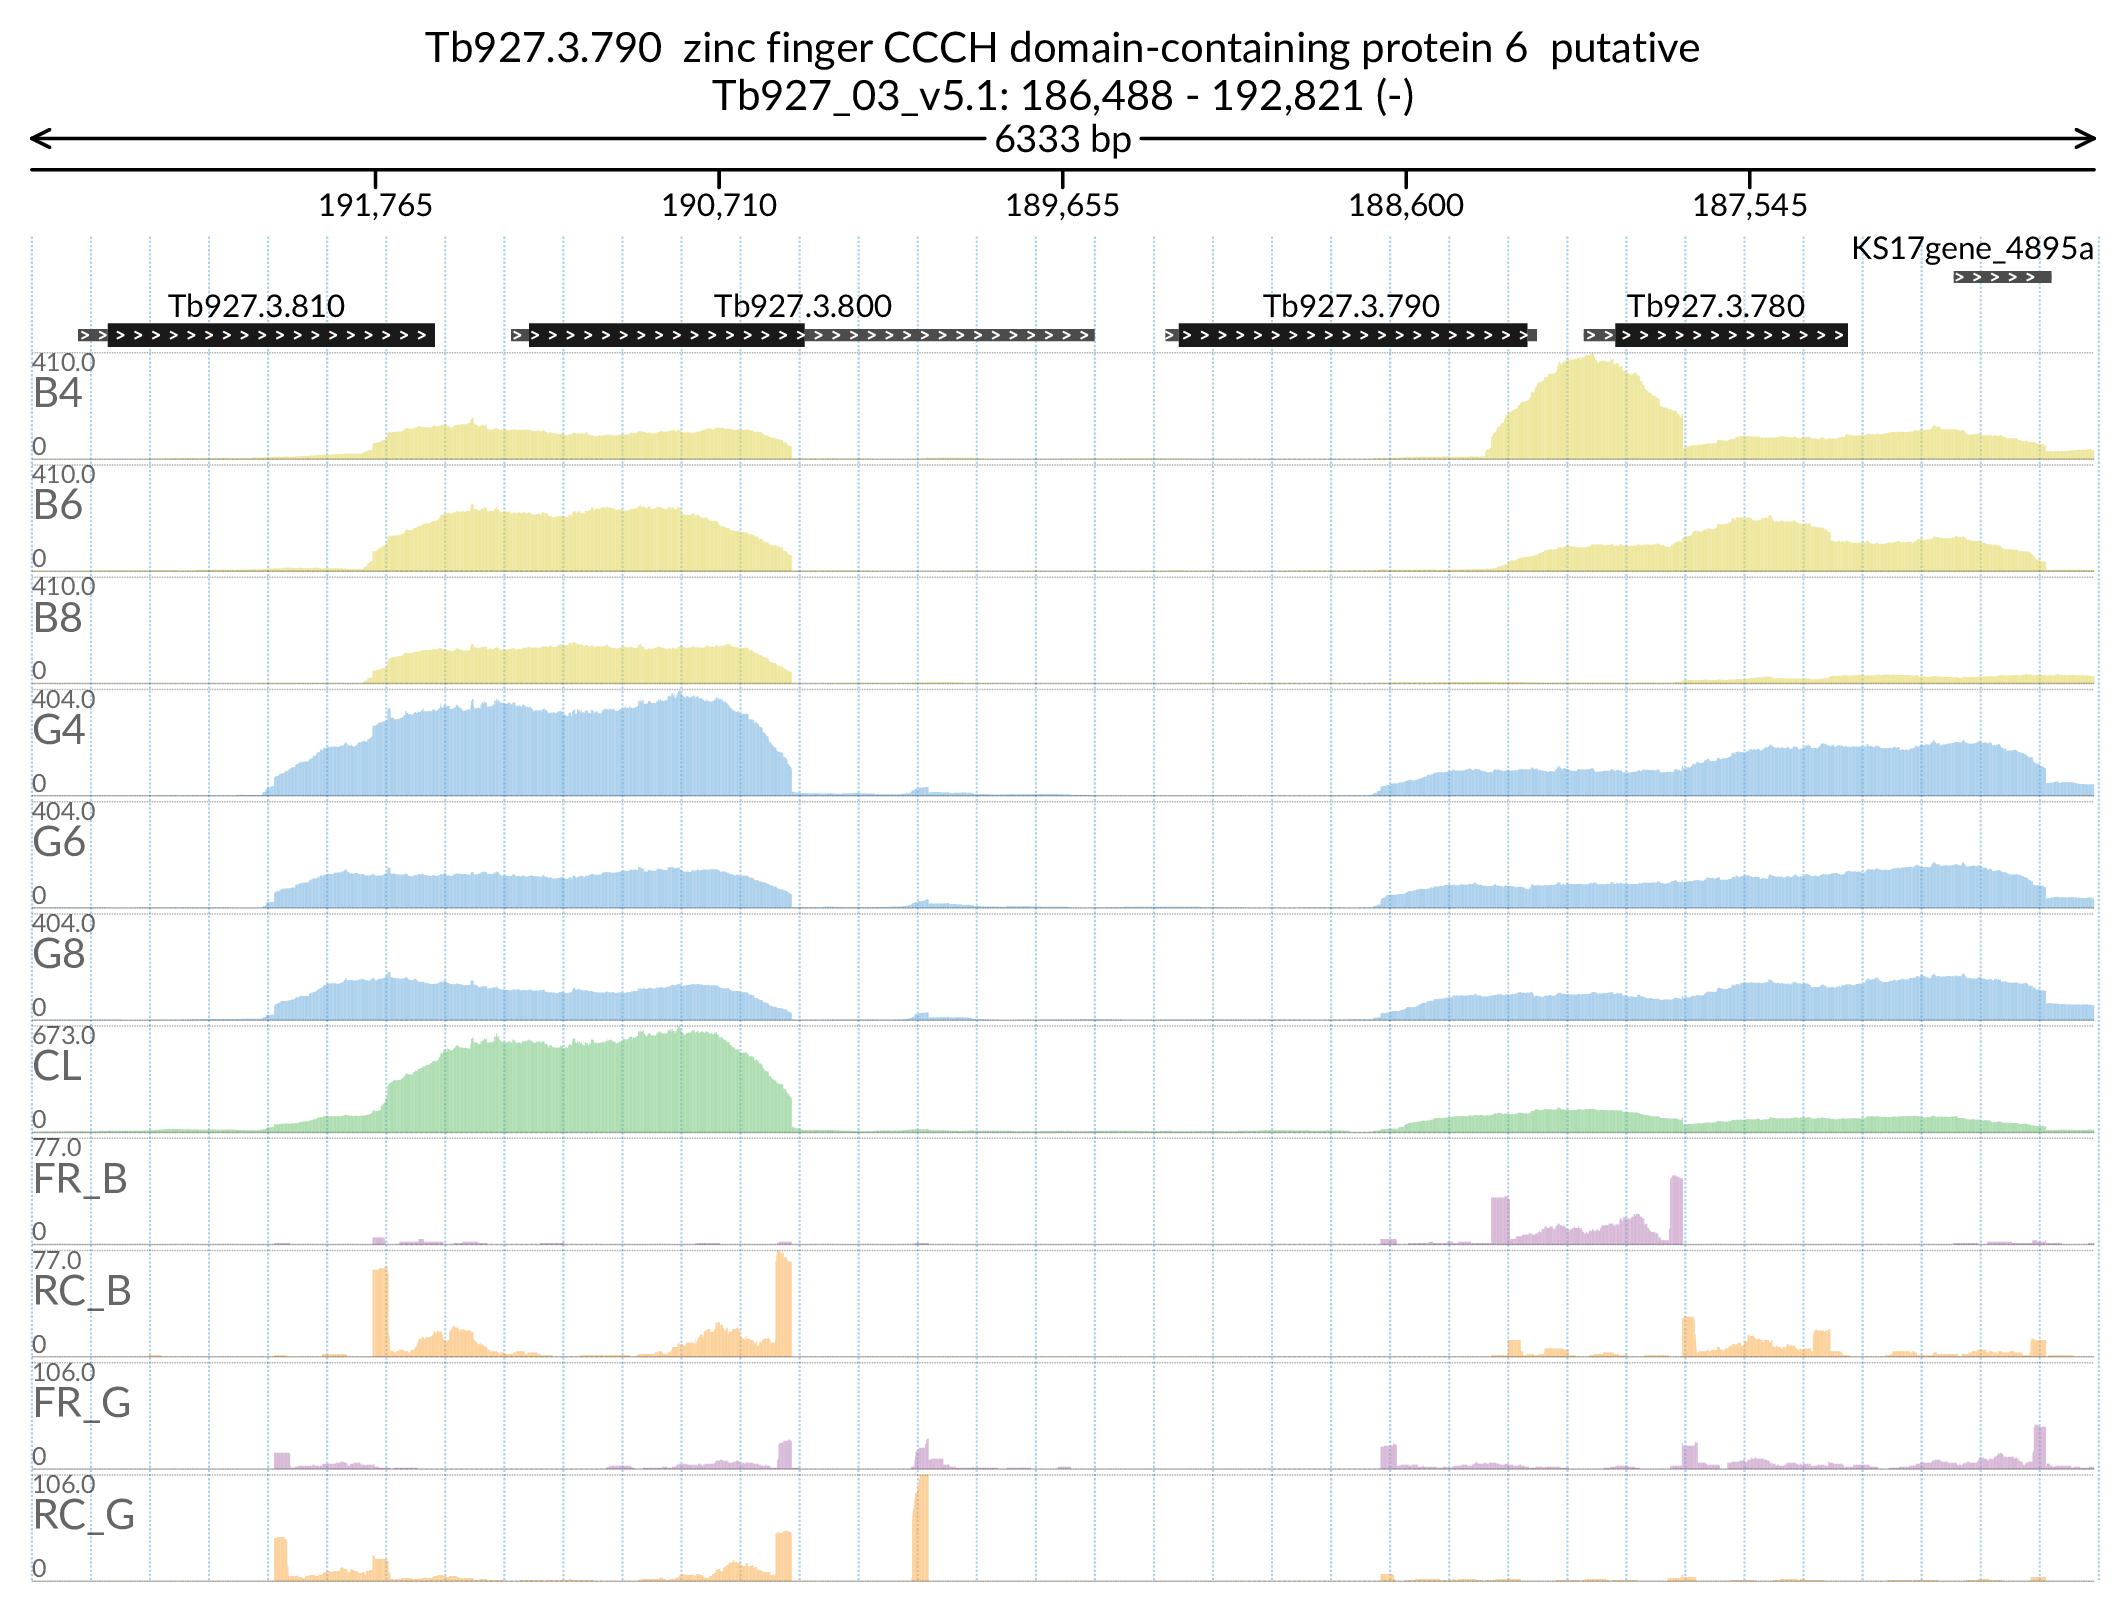 Tb927.3.790  zinc finger CCCH domain-containing protein 6  putative
Tb927_03_v5.1: 186,488 - 192,821 (-)
6333 bp
191,765 190,710 189,655 188,600 187,545
KS17gene_4895a
Tb927.3.810 Tb927.3.800 Tb927.3.790 Tb927.3.780
410.0
B4
0
410.0
B6
0
410.0
B8
0
404.0
G4
0
404.0
G6
0
404.0
G8
0
673.0
CL
0
77.0
FR_B
0
77.0
RC_B
0
106.0
FR_G
0
106.0
RC_G
0